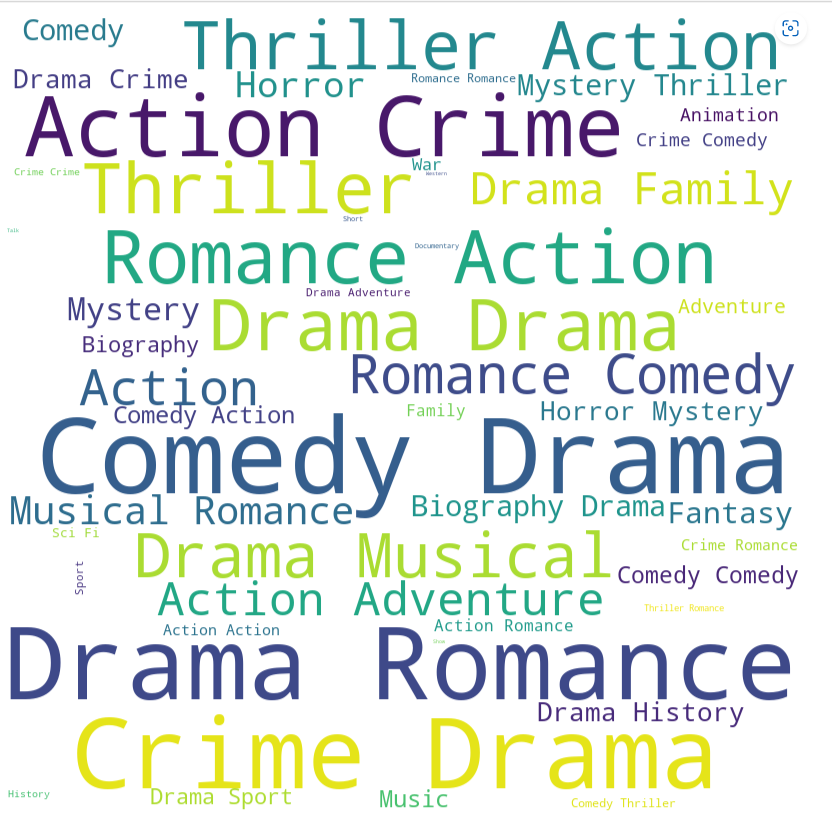 Comedy
Thriller Action
Drama Crime
Horror
Romance Romance
Mystery Thriller
Action Crime
Animation
Crime Comedy
Crime Crime
Thriller
War
Western
Drama Family
Short
Talk
Romance Action
Documentary
Drama Adventure
Mystery
Drama Drama
Adventure
Biography
Romance Comedy
Action
Comedy Action
Family
Horror Mystery
Comedy Drama
Musical Romance
Biography Drama
Fantasy
Sci Fi
Drama Musical
Crime Romance
Sport
Comedy Comedy
Action Adventure
Thriller Romance
Action Action
Action Romance
Show
Drama Romance
Drama History
Crime Drama
History
Drama Sport
Music
Comedy Thriller